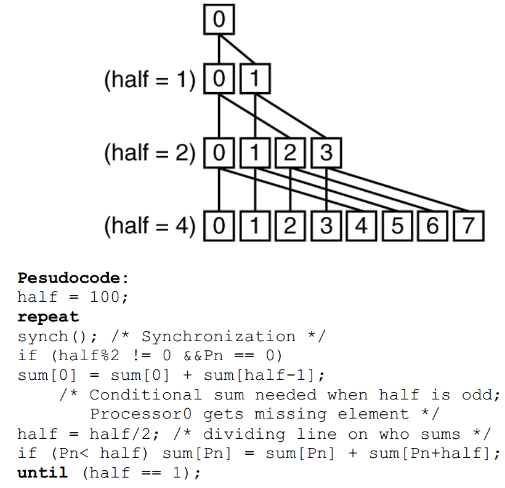 0
(half = 1) 0 1
(half = 2) 0 1 2 3
(half = 4) 0 1 2 3 4 5 6 7
Pesudocode:
half = 100;
repeat
synch(); /* Synchronization */
if (half%2 != 0 &&Pn == 0)
sum[0] = sum[0] + sum[half-1];
/* Conditional sum needed when half is odd;
Processor0 gets missing element */
half = half/2; /* dividing line on who sums */
if (Pn< half) sum[Pn] = sum[Pn] + sum[Pn+half];
until (half == 1);